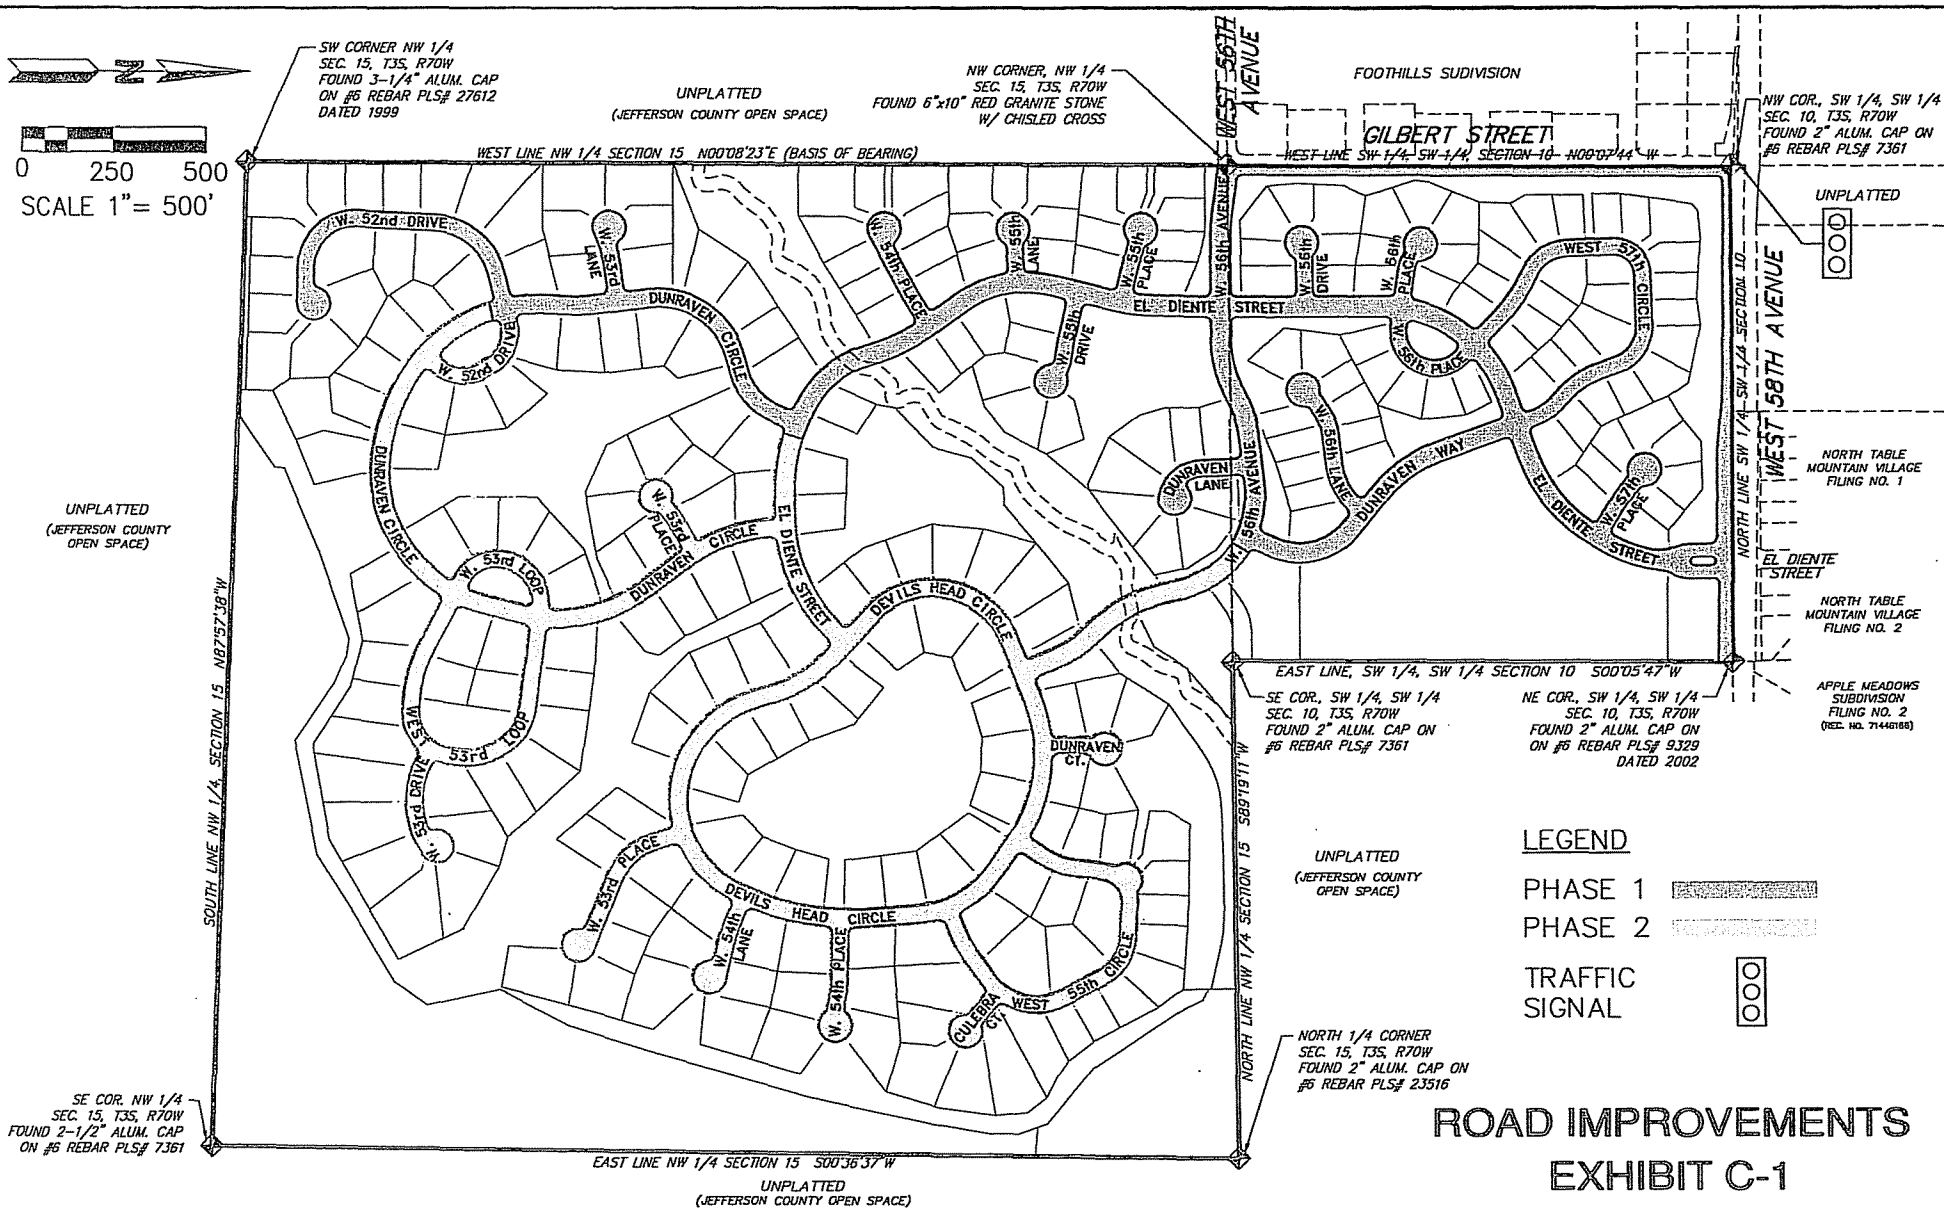 N
0 250 500
SCALE 1"= 500'
SW CORNER NW 1/4
SEC. 15, T3S, R70W
FOUND 3-1/4" ALUM. CAP
ON #6 REBAR PLS# 27612
DATED 1999
UNPLATTED
(JEFFERSON COUNTY OPEN SPACE)
NW CORNER, NW 1/4
SEC. 15, T3S, R70W
FOUND 6"x10" RED GRANITE STONE
W/ CHISLED CROSS
WEST 56TH
AVENUE
FOOTHILLS SUDIVISION
GILBERT STREET
NW COR., SW 1/4, SW 1/4
SEC. 10, T3S, R70W
FOUND 2" ALUM. CAP ON
#6 REBAR PLS# 7361
UNPLATTED
WEST LINE NW 1/4 SECTION 15 N00°08'23"E (BASIS OF BEARING)
WEST LINE SW 1/4, SW 1/4, SECTION 10 N00°07'44" W
W. 52nd DRIVE
W. 53rd
LANE
DUNRAVEN CIRCLE
W. 52nd DRIVE
W. 54th PLACE
W. 55th
LANE
W. 55th
PLACE
W. 55th
DRIVE
EL DIENTE STREET
W. 56th AVENUE
W. 56th
DRIVE
W. 56th
PLACE
W. 56th PLACE
WEST 57th CIRCLE
W. 56th LANE
DUNRAVEN WAY
DUNRAVEN
LANE
W. 56th AVENUE
EL DIENTE STREET
W. 57th
PLACE
NORTH LINE SW 1/4 SW 1/4 SECTION 10
WEST 58TH AVENUE
NORTH TABLE
MOUNTAIN VILLAGE
FILING NO. 1
EL DIENTE
STREET
NORTH TABLE
MOUNTAIN VILLAGE
FILING NO. 2
APPLE MEADOWS
SUBDIVISION
FILING NO. 2
UNPLATTED
(JEFFERSON COUNTY
OPEN SPACE)
DUNRAVEN CIRCLE
W. 53rd
PLACE
W. 53rd LOOP
DUNRAVEN CIRCLE
EL DIENTE STREET
DEVILS HEAD CIRCLE
EAST LINE, SW 1/4, SW 1/4 SECTION 10 S00°05'47"W
SE COR., SW 1/4, SW 1/4
SEC. 10, T3S, R70W
FOUND 2" ALUM. CAP ON
#6 REBAR PLS# 7361
NE COR., SW 1/4, SW 1/4
SEC. 10, T3S, R70W
FOUND 2" ALUM. CAP ON
ON #6 REBAR PLS# 9329
DATED 2002
SOUTH LINE NW 1/4, SECTION 15 N87°57'38"W
WEST 53rd LOOP
W. 53rd DRIVE
DUNRAVEN
CT.
W. 53rd PLACE
DEVILS HEAD CIRCLE
W. 54th
LANE
W. 54th PLACE
CULEBRA
CT.
WEST 55th CIRCLE
NORTH LINE NW 1/4 SECTION 15 S89°19'11"W
UNPLATTED
(JEFFERSON COUNTY
OPEN SPACE)
LEGEND
PHASE 1
PHASE 2
TRAFFIC
SIGNAL
NORTH 1/4 CORNER
SEC. 15, T3S, R70W
FOUND 2" ALUM. CAP ON
#6 REBAR PLS# 23516
SE COR. NW 1/4
SEC. 15, T3S, R70W
FOUND 2-1/2" ALUM. CAP
ON #6 REBAR PLS# 7361
EAST LINE NW 1/4 SECTION 15 S00°36'37"W
UNPLATTED
(JEFFERSON COUNTY OPEN SPACE)
ROAD IMPROVEMENTS
EXHIBIT C-1